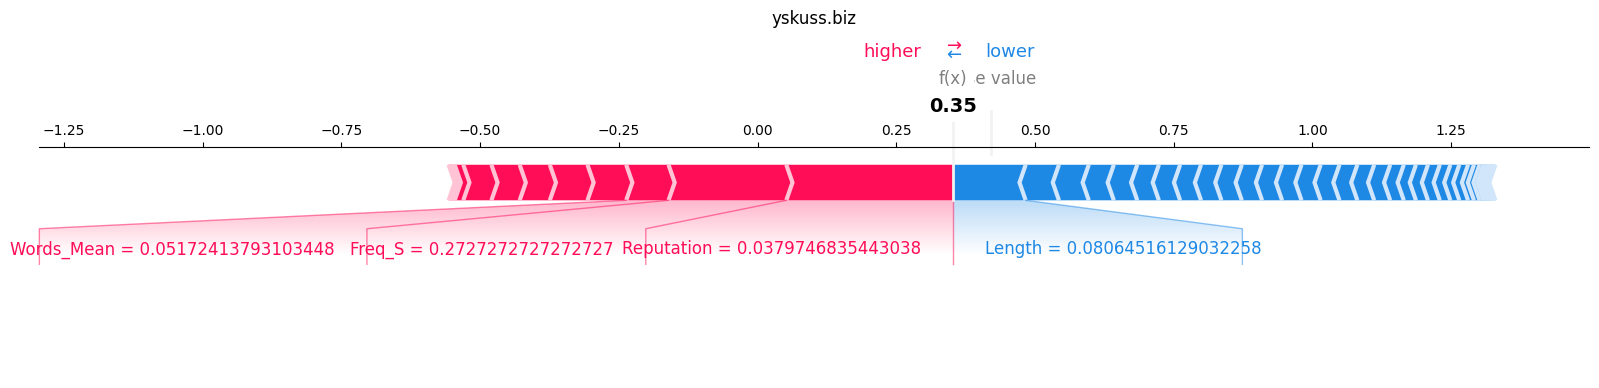 yskuss.biz
higher ⇄ lower
f(x) e value
0.35
−1.25 −1.00 −0.75 −0.50 −0.25 0.00 0.25 0.50 0.75 1.00 1.25
Words_Mean = 0.05172413793103448 Freq_S = 0.2727272727272727 Reputation = 0.0379746835443038 Length = 0.08064516129032258